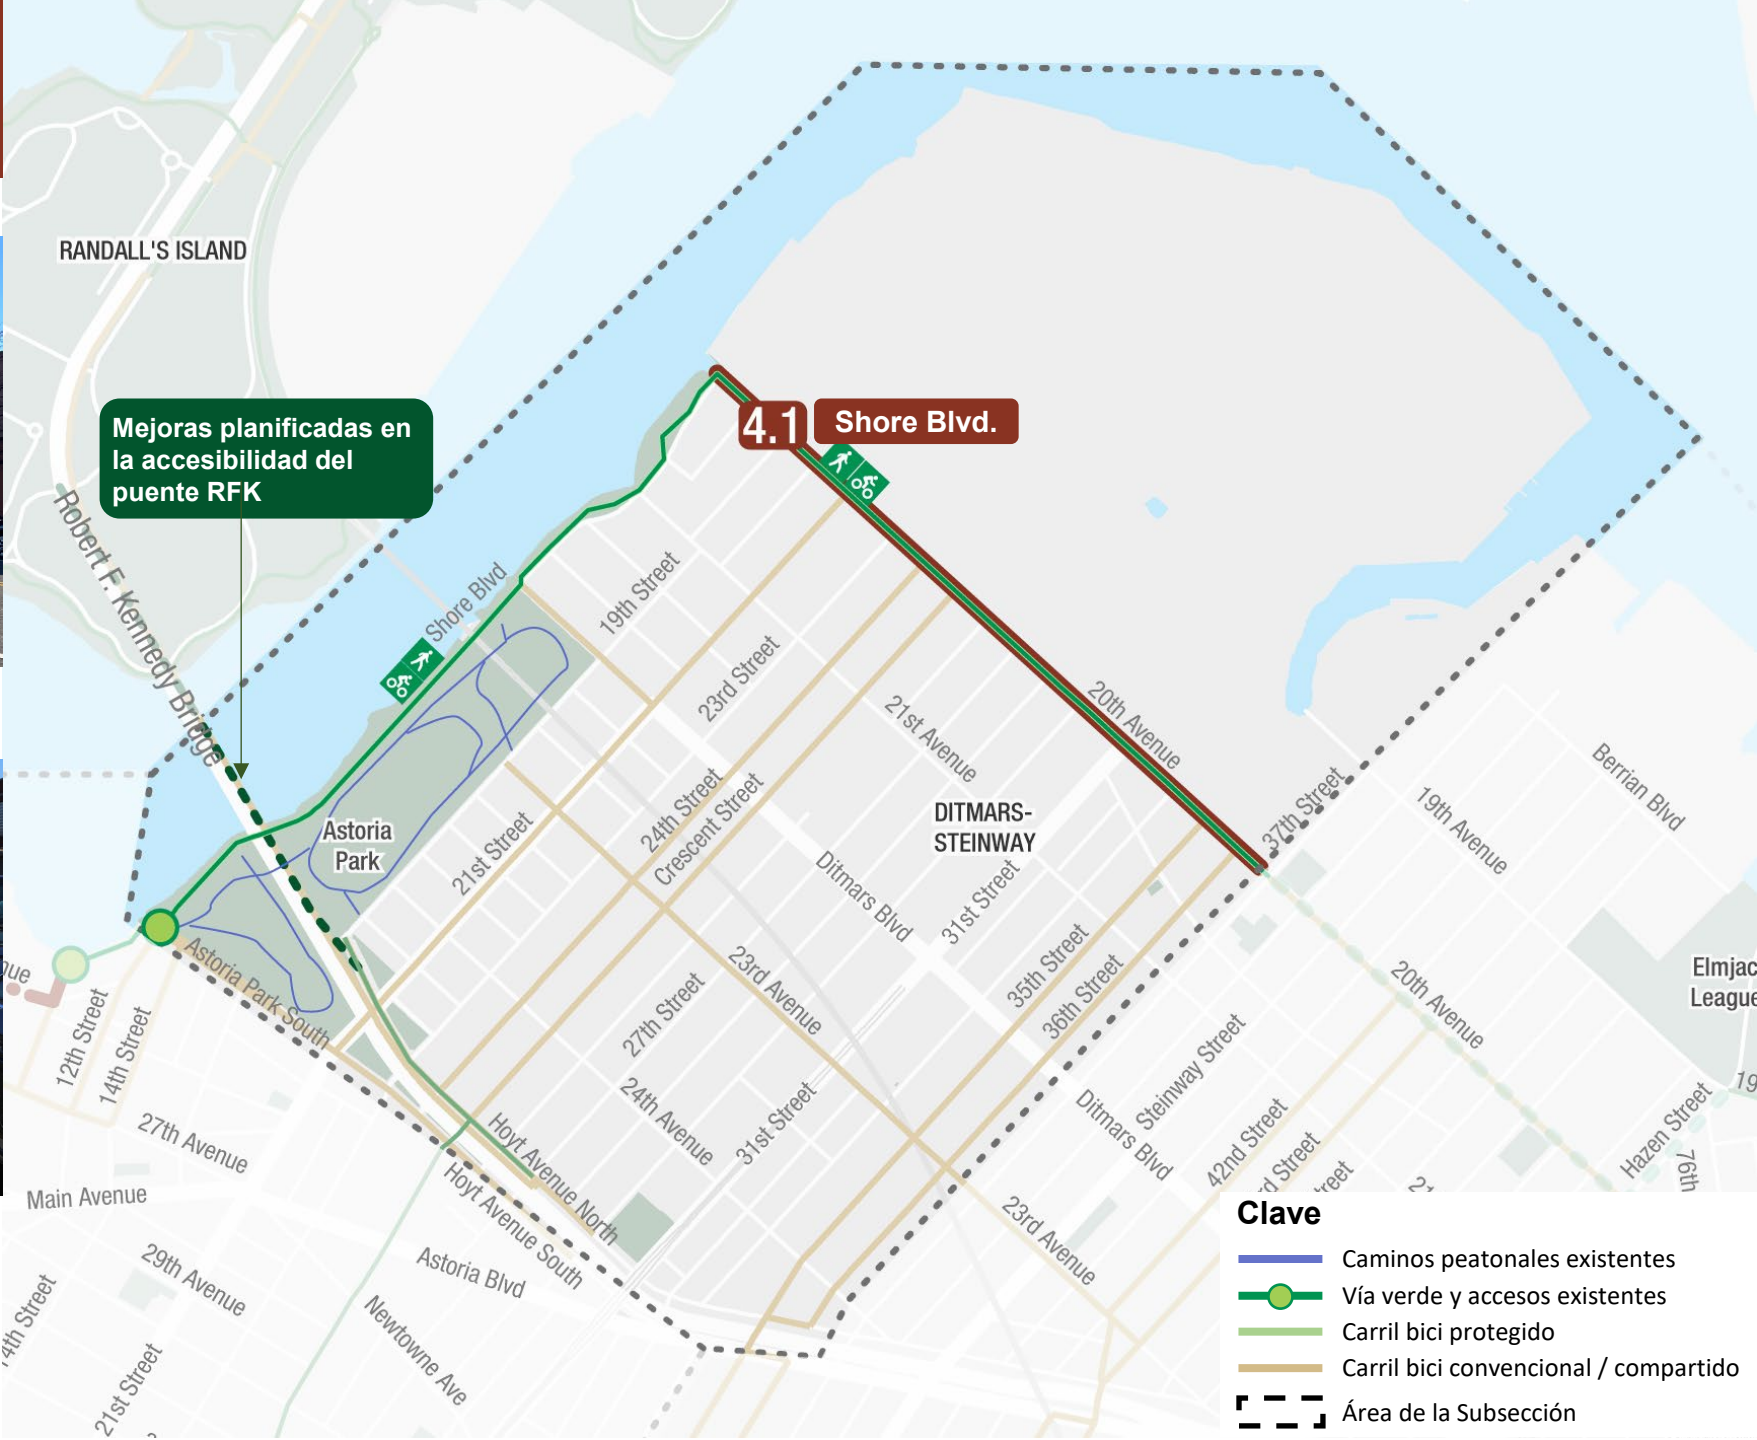 RANDALL'S ISLAND
Mejoras planificadas en
la accesibilidad del
puente RFK
4.1
Shore Blvd.
Robert F. Kennedy Bridge
Shore Blvd
19th Street
23rd Street
21st Avenue
20th Avenue
24th Street
Crescent Street
21st Street
Astoria
Park
DITMARS-
STEINWAY
37th Street
19th Avenue
Berrian Blvd
Ditmars Blvd
31st Street
35th Street
36th Street
23rd Avenue
27th Street
24th Avenue
31st Street
Astoria Park South
12th Street
14th Street
27th Avenue
Main Avenue
29th Avenue
Hoyt Avenue North
Hoyt Avenue South
Astoria Blvd
Newtowne Ave
21st Street
Steinway Street
Ditmars Blvd
42nd Street
23rd Avenue
20th Avenue
Hazen Street
76th
19
Elmjac
League
Clave
Caminos peatonales existentes
Vía verde y accesos existentes
Carril bici protegido
Carril bici convencional / compartido
Área de la Subsección